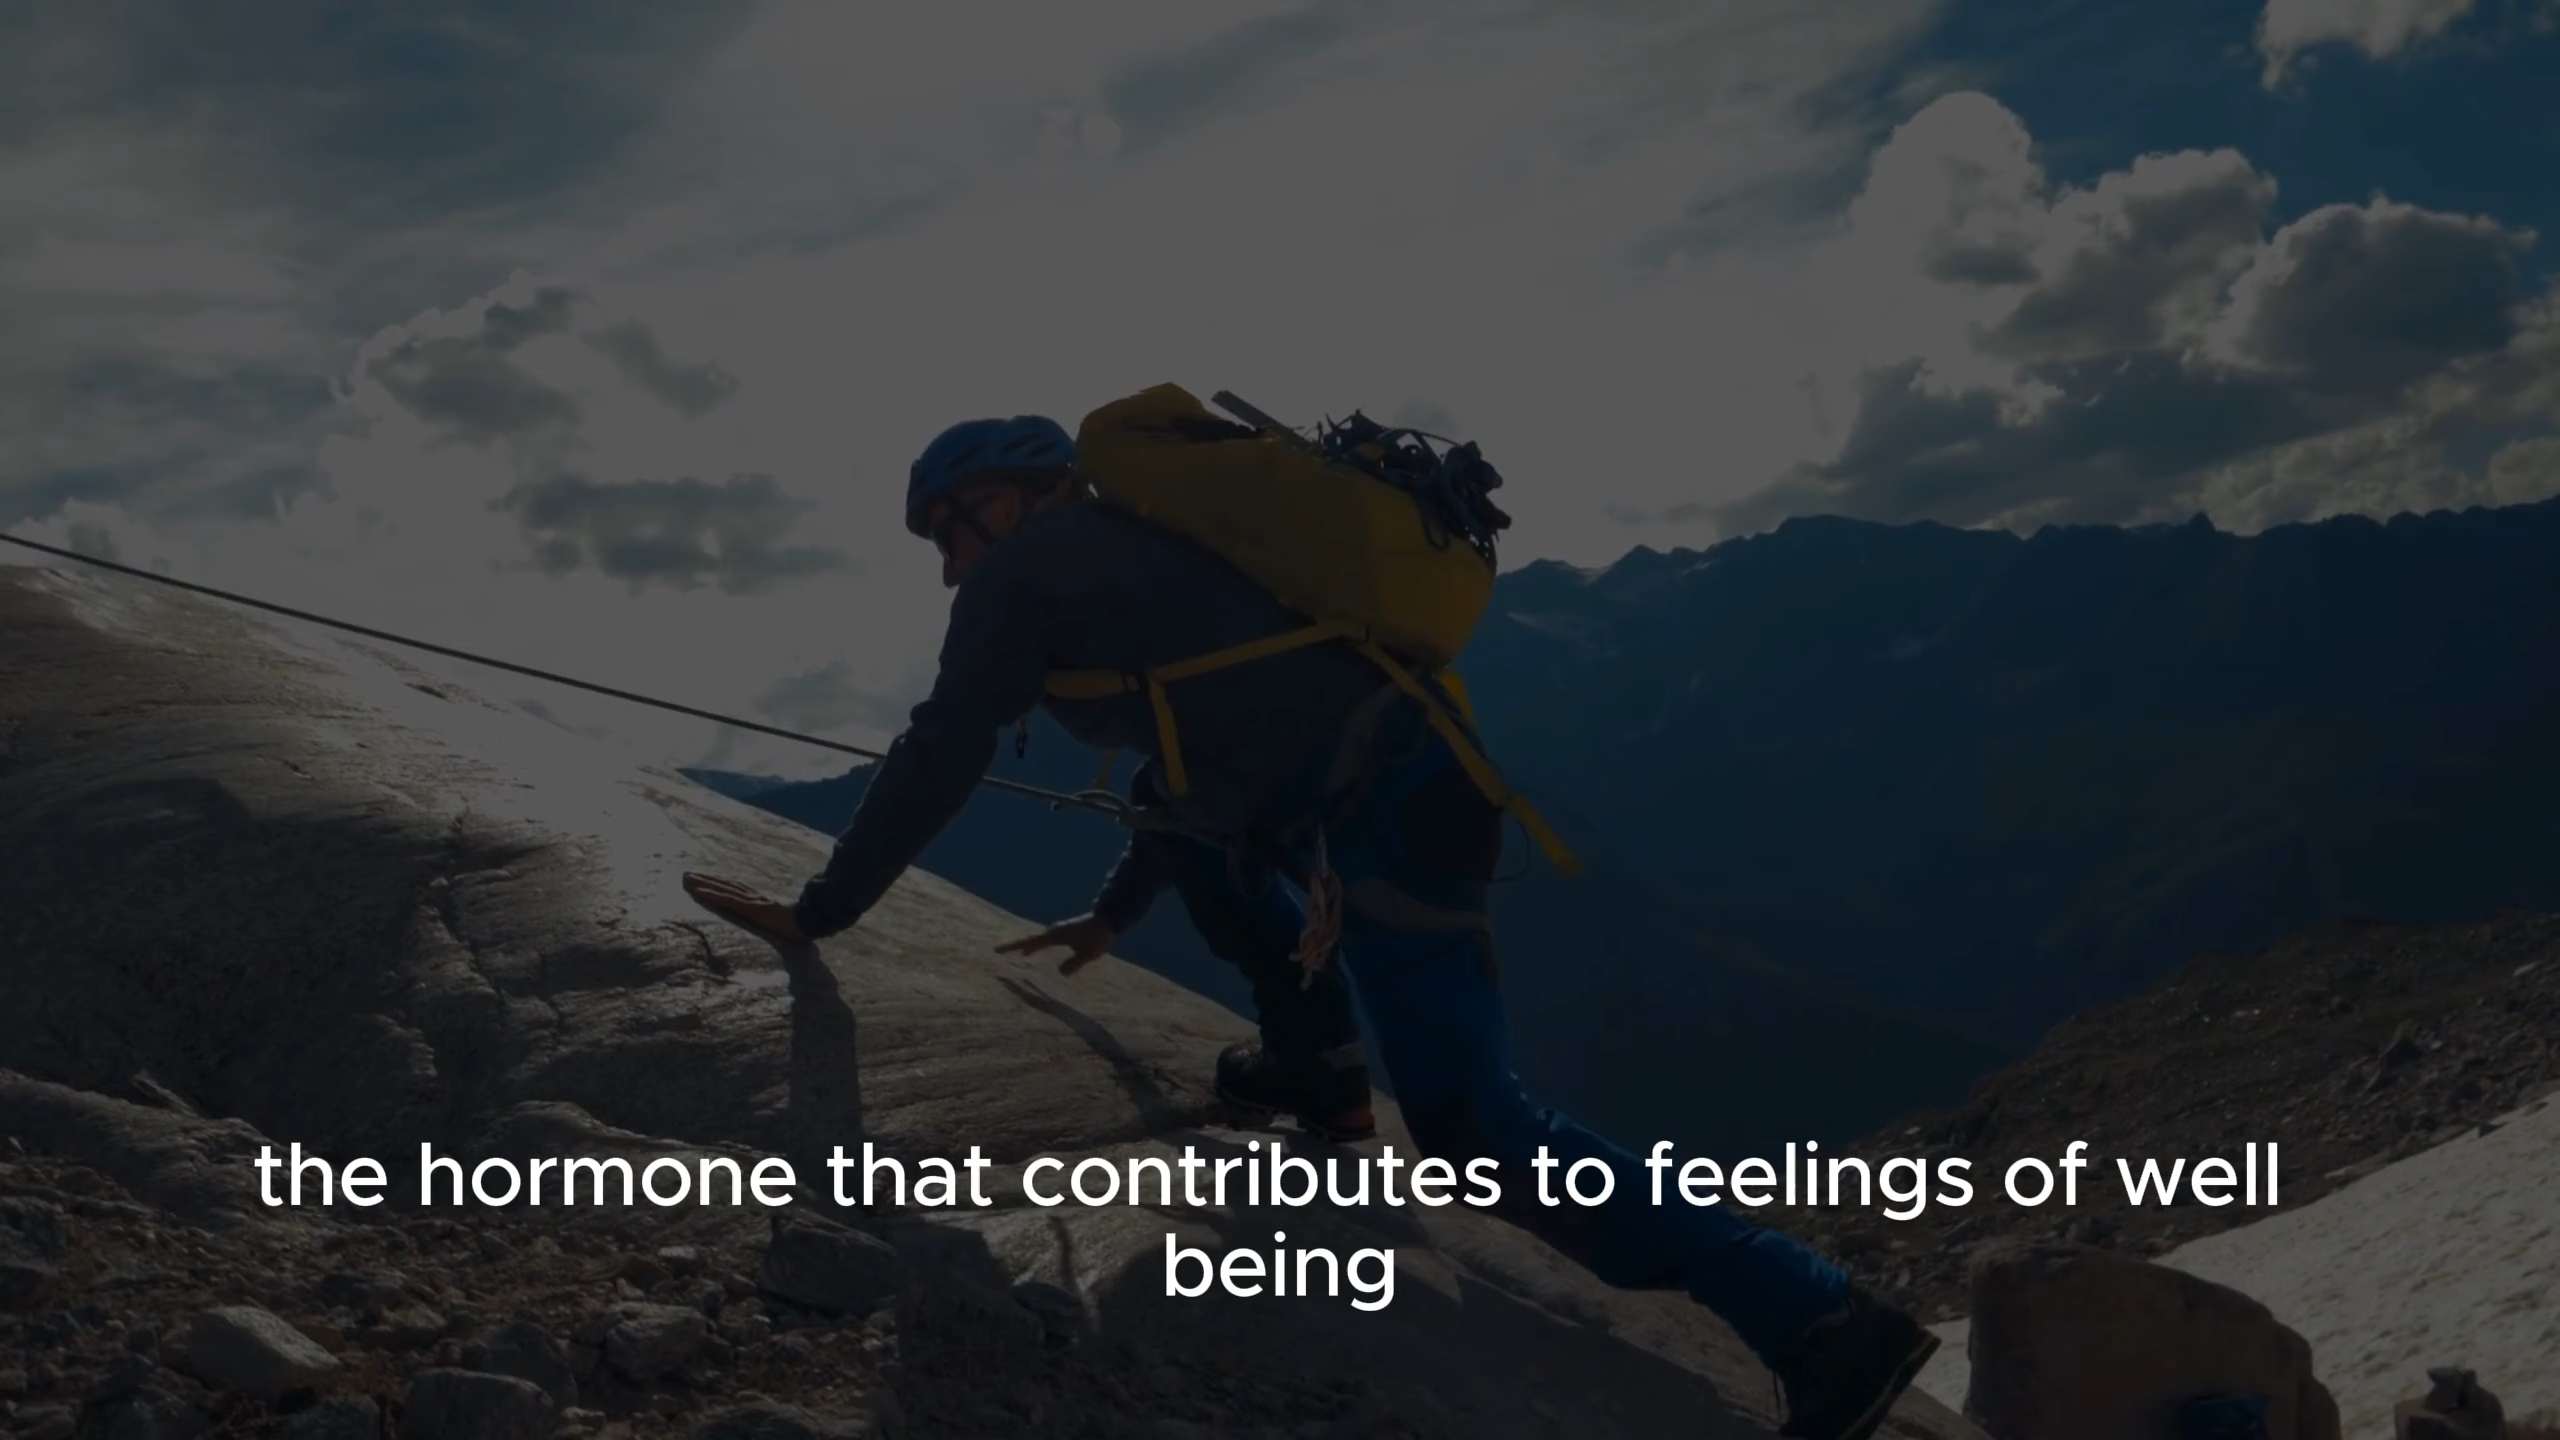 the hormone that contributes to feelings of well
being